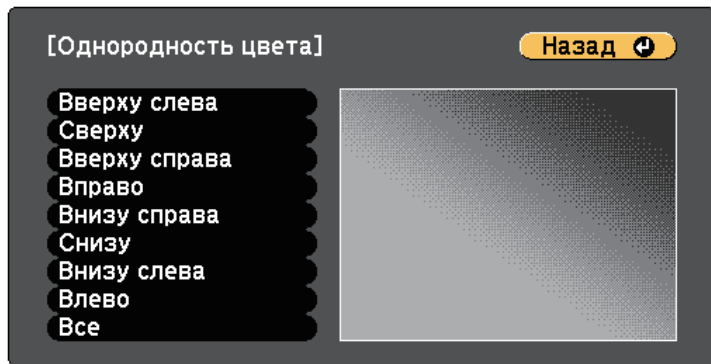 [Однородность цвета]
Назад
Вверху слева
Сверху
Вверху справа
Вправо
Внизу справа
Снизу
Внизу слева
Влево
Все